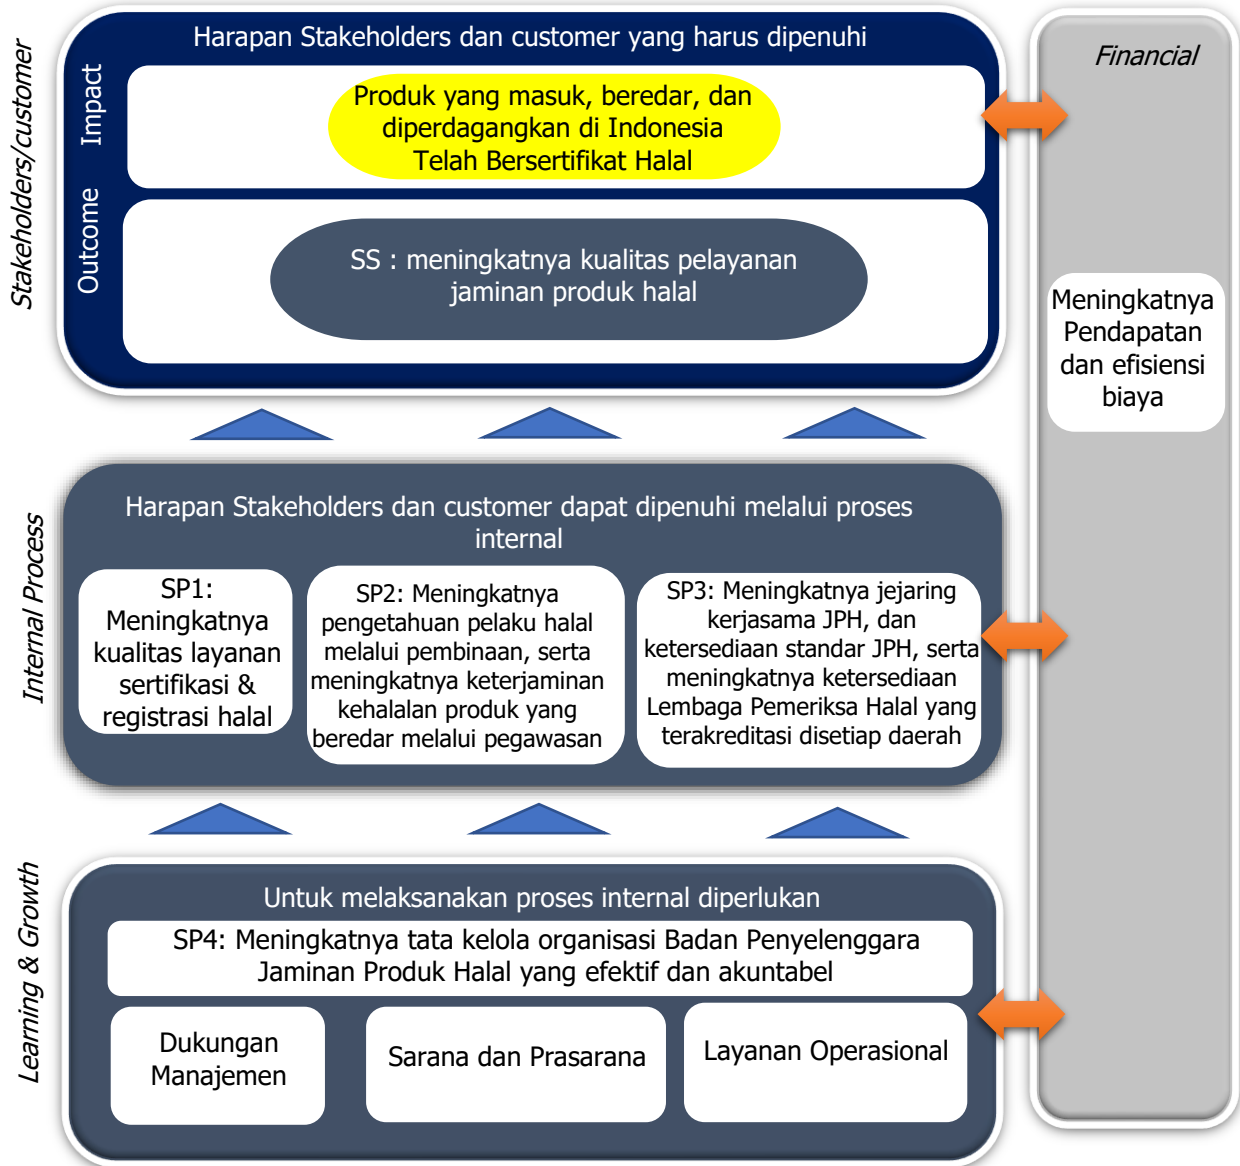 Harapan Stakeholders dan customer yang harus dipenuhi
Stakeholders/customer
Impact
Produk yang masuk, beredar, dan
diperdagangkan di Indonesia
Telah Bersertifikat Halal
Outcome
SS : meningkatnya kualitas pelayanan
jaminan produk halal
Financial
Meningkatnya
Pendapatan
dan efisiensi
biaya
Internal Process
Harapan Stakeholders dan customer dapat dipenuhi melalui proses
internal
SP1:
Meningkatnya
kualitas layanan
sertifikasi &
registrasi halal
SP2: Meningkatnya
pengetahuan pelaku halal
melalui pembinaan, serta
meningkatnya keterjaminan
kehalalan produk yang
beredar melalui pegawasan
SP3: Meningkatnya jejaring
kerjasama JPH, dan
ketersediaan standar JPH, serta
meningkatnya ketersediaan
Lembaga Pemeriksa Halal yang
terakreditasi disetiap daerah
Learning & Growth
Untuk melaksanakan proses internal diperlukan
SP4: Meningkatnya tata kelola organisasi Badan Penyelenggara
Jaminan Produk Halal yang efektif dan akuntabel
Dukungan
Manajemen
Sarana dan Prasarana
Layanan Operasional